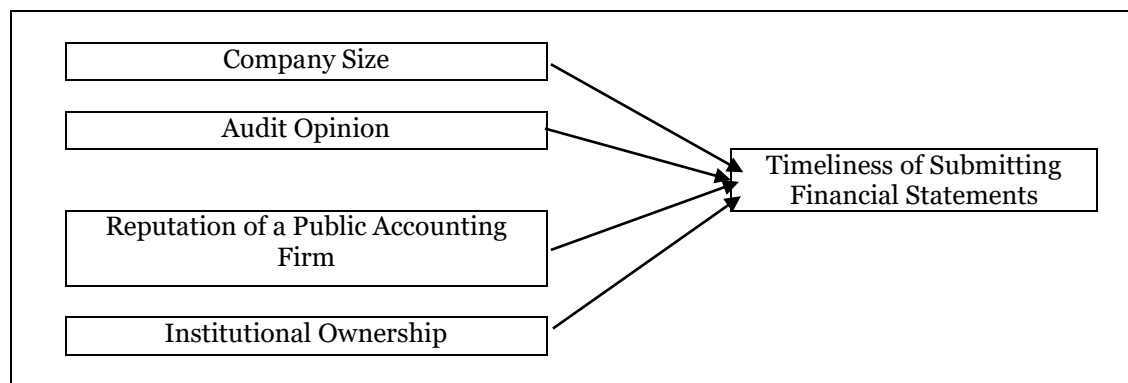 Company Size
Audit Opinion
Reputation of a Public Accounting
Firm
Institutional Ownership
Timeliness of Submitting
Financial Statements